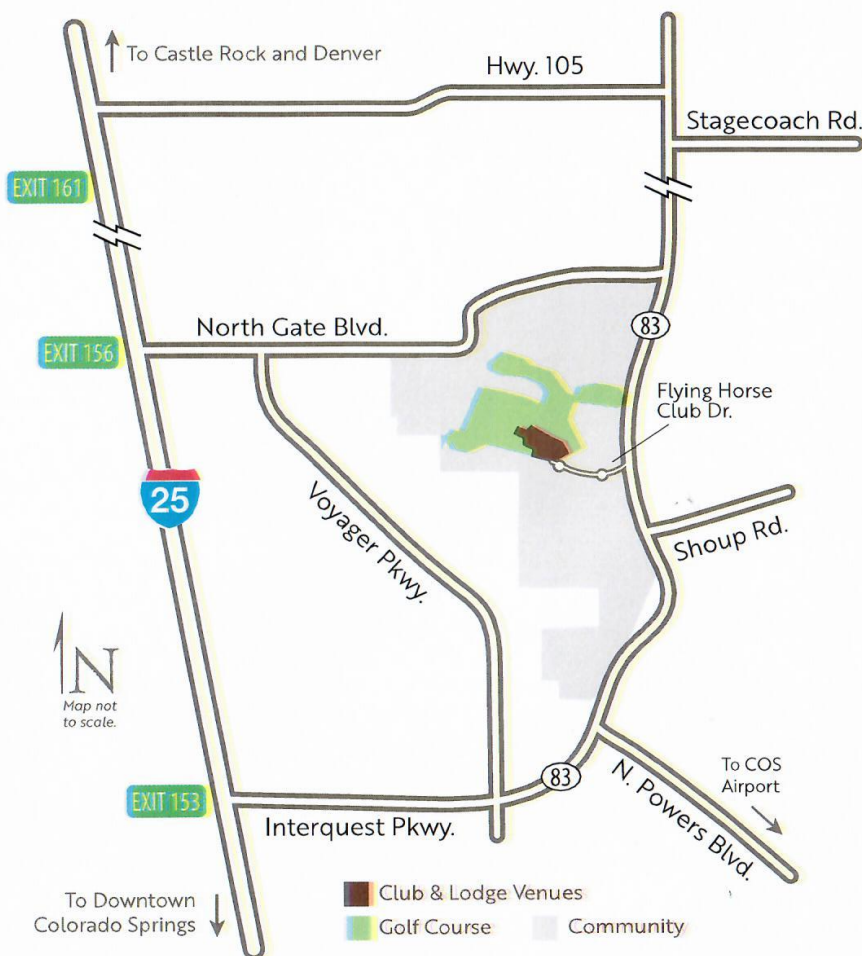 To Castle Rock and Denver
Hwy. 105
Stagecoach Rd.
EXIT 161
83
North Gate Blvd.
EXIT 156
Flying Horse
Club Dr.
25
Voyager Pkwy.
Shoup Rd.
N
Map not
to scale.
To COS
Airport
83
EXIT 153
N. Powers Blvd.
Interquest Pkwy.
To Downtown
Colorado Springs
Club & Lodge Venues
Golf Course
Community